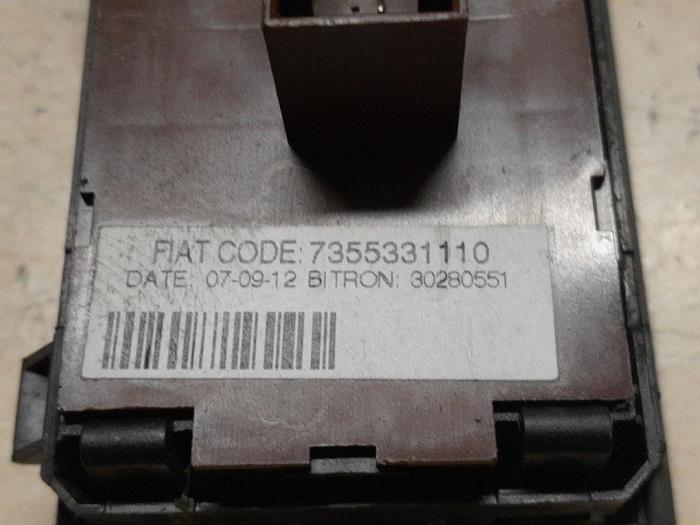 FIAT CODE: 7355331110
DATE: 07-09-12 BITRON: 30280551